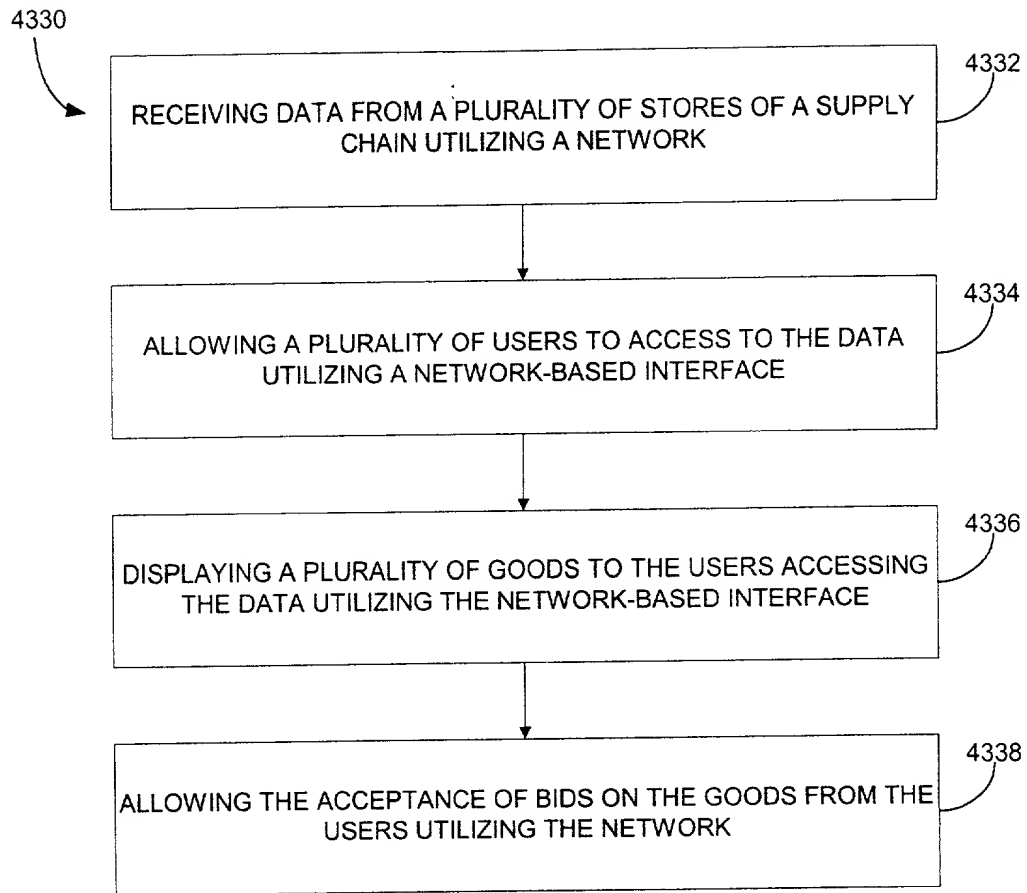 4330
4332
RECEIVING DATA FROM A PLURALITY OF STORES OF A SUPPLY
CHAIN UTILIZING A NETWORK
4334
ALLOWING A PLURALITY OF USERS TO ACCESS TO THE DATA
UTILIZING A NETWORK-BASED INTERFACE
4336
DISPLAYING A PLURALITY OF GOODS TO THE USERS ACCESSING
THE DATA UTILIZING THE NETWORK-BASED INTERFACE
4338
ALLOWING THE ACCEPTANCE OF BIDS ON THE GOODS FROM THE
USERS UTILIZING THE NETWORK